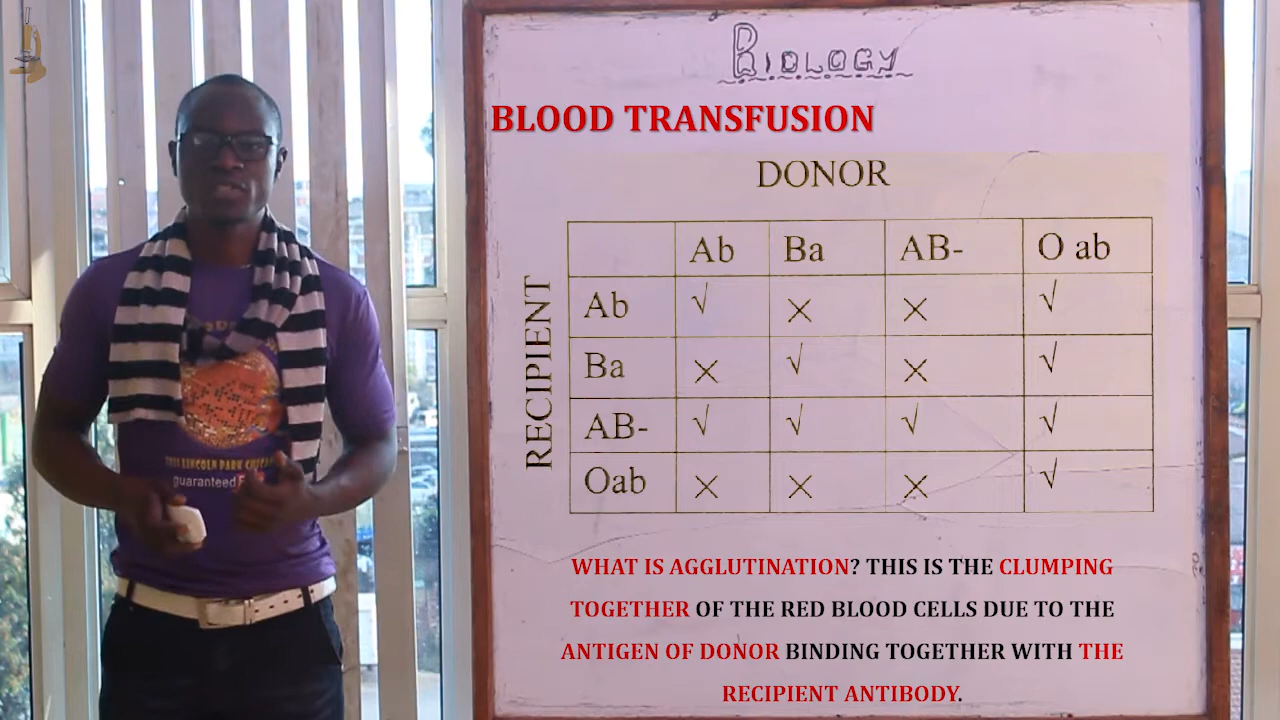 BIOLOGY
BLOOD TRANSFUSION
DONOR
Ab Ba AB- O ab
RECIPIENT
Ab √ × × √
Ba × √ × √
AB- √ √ √ √
Oab × × × √
WHAT IS AGGLUTINATION? THIS IS THE CLUMPING
TOGETHER OF THE RED BLOOD CELLS DUE TO THE
ANTIGEN OF DONOR BINDING TOGETHER WITH THE
RECIPIENT ANTIBODY.
LINCOLN PARK
guaranteed